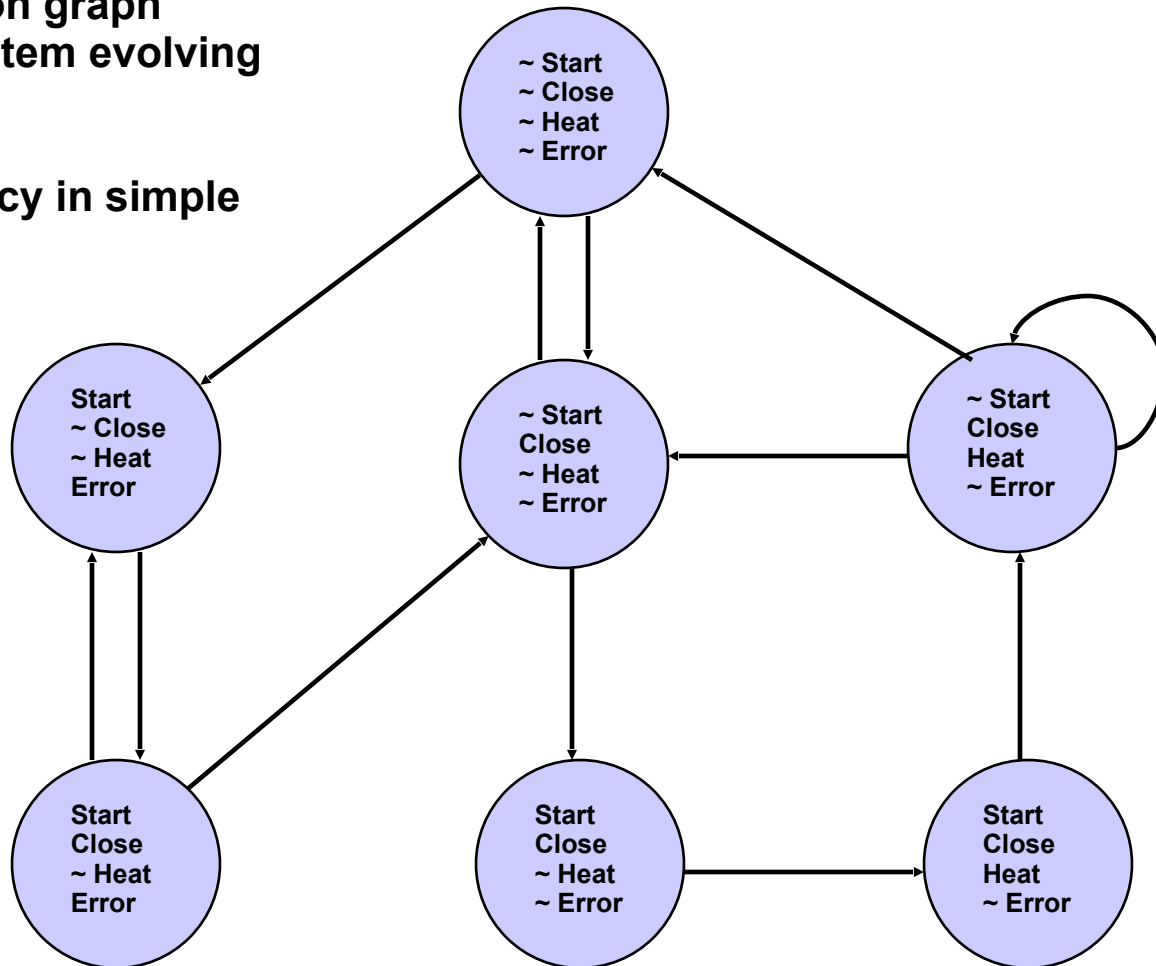 on graph
stem evolving
cy in simple
~ Start
~ Close
~ Heat
~ Error
Start
~ Close
~ Heat
Error
~ Start
Close
~ Heat
~ Error
~ Start
Close
Heat
~ Error
Start
Close
~ Heat
Error
Start
Close
~ Heat
~ Error
Start
Close
Heat
~ Error